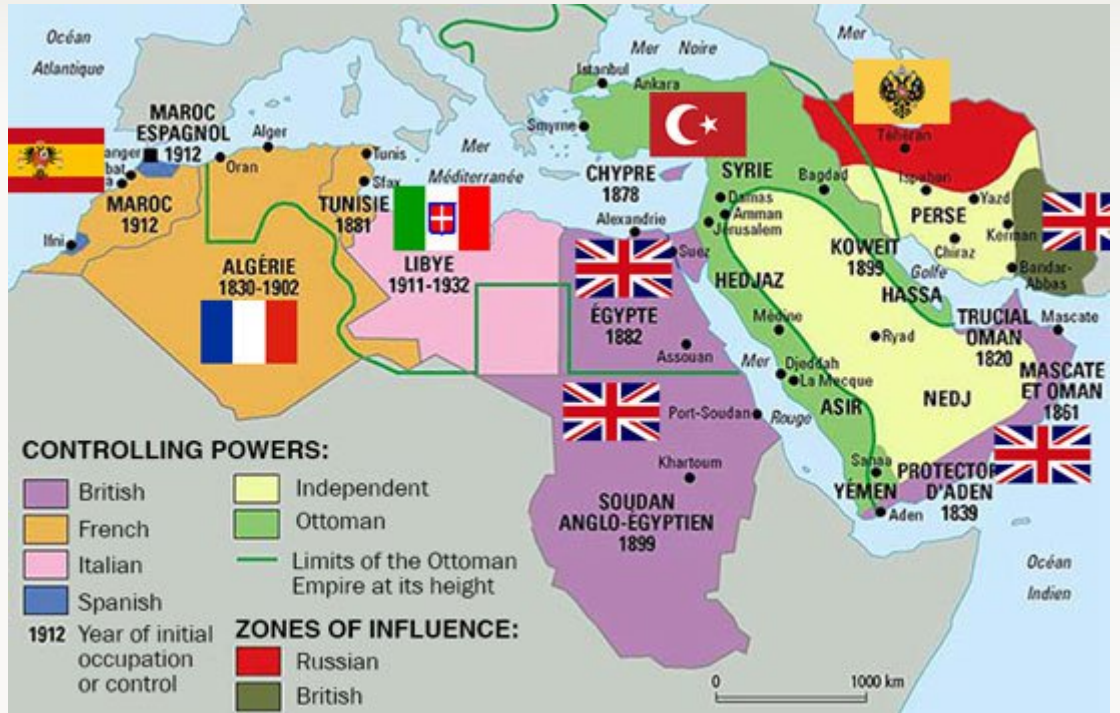 Océan
Atlantique
Mer Noire
Mer
Istanbul
Ankara
MAROC
ESPAGNOL
1912
Alger
Oran
Tunis
Sfax
Smyrne
Mer
Méditerranée
CHYPRE
1878
SYRIE
Bagdad
Téhéran
Ispahan
Yazd
PERSE
Kerman
Chiraz
Bandar-
Abbas
MAROC
1912
Ifni
TUNISIE
1881
Alexandrie
Damas
Amman
Jérusalem
Suez
ALGÉRIE
1830-1902
LIBYE
1911-1932
KOWEIT
1899
Golfe
HEDJAZ
HASSA
ÉGYPTE
1882
Médine
Ryad
TRUCIAL
OMAN
1820
Mascate
Assouan
Mer
Djeddah
La Mecque
MASCATE
ET OMAN
1861
NEDJ
ASIR
Port-Soudan
Rouge
Khartoum
Sanaa
PROTECTOR
D'ADEN
1839
YÉMEN
Aden
SOUDAN
ANGLO-ÉGYPTIEN
1899
Océan
Indien
CONTROLLING POWERS:
British
French
Italian
Spanish
1912 Year of initial
occupation
or control
Independent
Ottoman
Limits of the Ottoman
Empire at its height
ZONES OF INFLUENCE:
Russian
British
0 1000 km